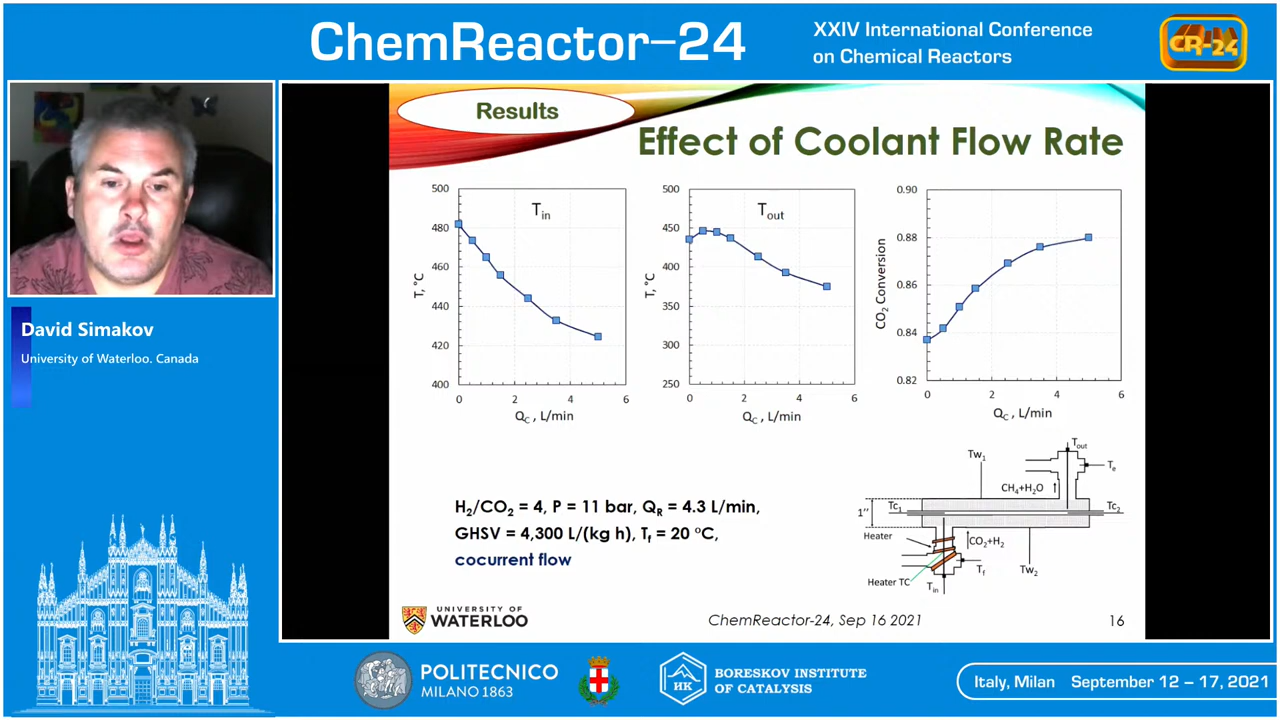 ChemReactor–24
XXIV International Conference
on Chemical Reactors
CR-24
David Simakov
University of Waterloo. Canada
Results
Effect of Coolant Flow Rate
500
480
460
440
420
400
T, °C
T_in
0 2 4 6
Q_C , L/min
500
450
400
350
300
250
T, °C
T_out
0 2 4 6
Q_C , L/min
0.90
0.88
0.86
0.84
0.82
CO₂ Conversion
0 2 4 6
Q_C , L/min
H₂/CO₂ = 4, P = 11 bar, Q_R = 4.3 L/min,
GHSV = 4,300 L/(kg h), T_f = 20 °C,
cocurrent flow
T_out
Tw₁
T_e
CH₄+H₂O
Tc₁
Tc₂
1’’
Heater
CO₂+H₂
T_f
Tw₂
Heater TC
T_in
UNIVERSITY OF
WATERLOO
ChemReactor-24, Sep 16 2021
16
POLITECNICO
MILANO 1863
ИК
BORESKOV INSTITUTE
OF CATALYSIS
Italy, Milan September 12 – 17, 2021